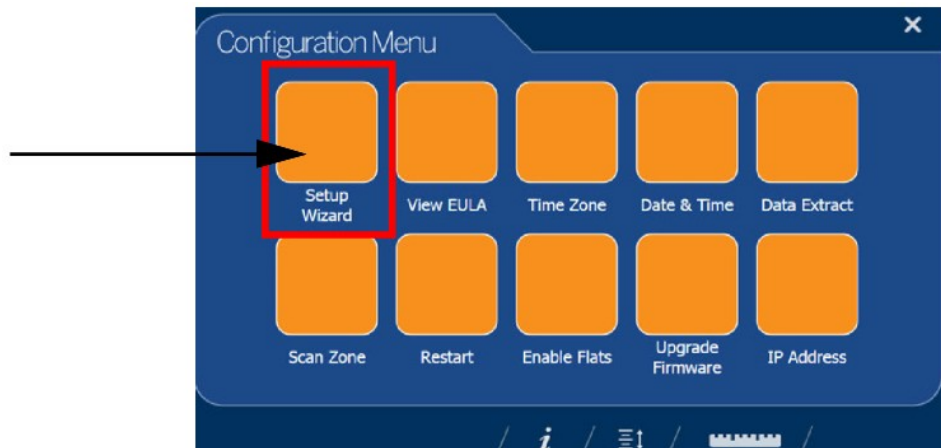 Configuration Menu
Setup
Wizard
View EULA
Time Zone
Date & Time
Data Extract
Scan Zone
Restart
Enable Flats
Upgrade
Firmware
IP Address
i